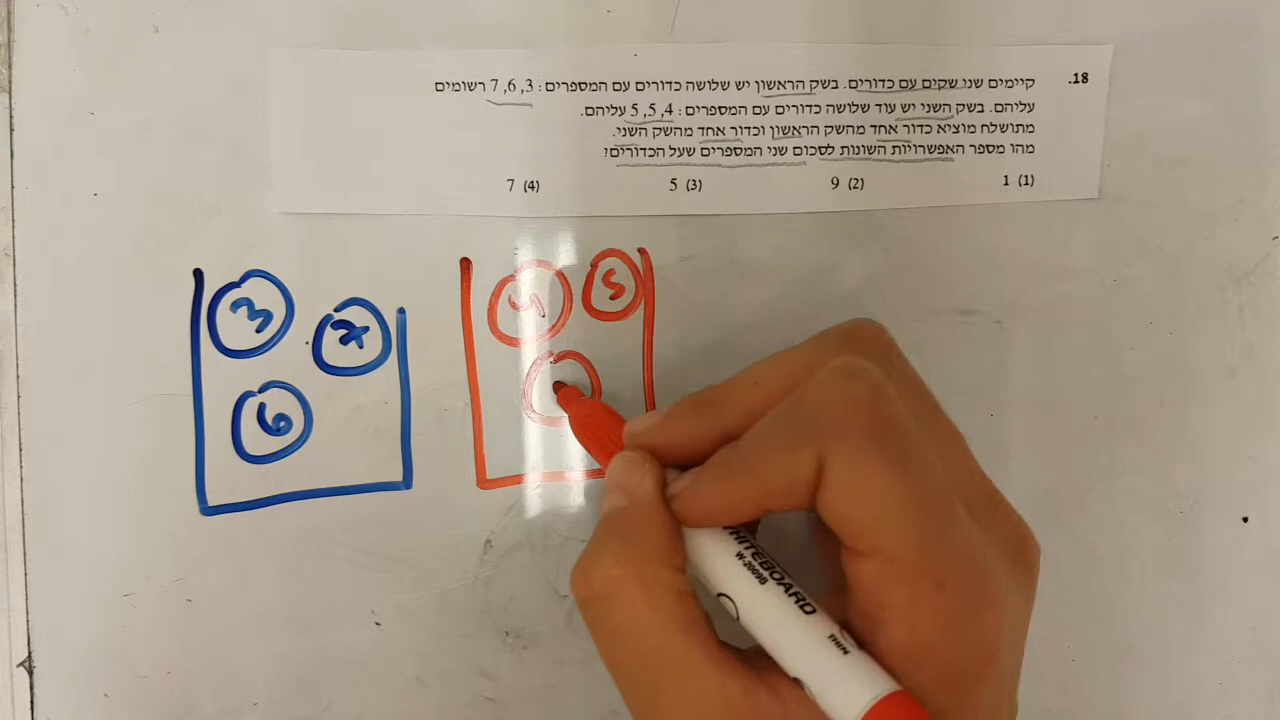 18. קיימים שני שקים עם כדורים. בשק הראשון יש שלושה כדורים עם המספרים: 3, 6, 7 רשומים
עליהם. בשק השני יש עוד שלושה כדורים עם המספרים: 4, 5, 5 עליהם.
מתושלח מוציא כדור אחד מהשק הראשון וכדור אחד מהשק השני.
מהו מספר האפשרויות השונות לסכום שני המספרים שעל הכדורים?
(1) 1 (2) 9 (3) 5 (4) 7
3 7 4 5
6
WHITEBOARD
W-2009B
THIN